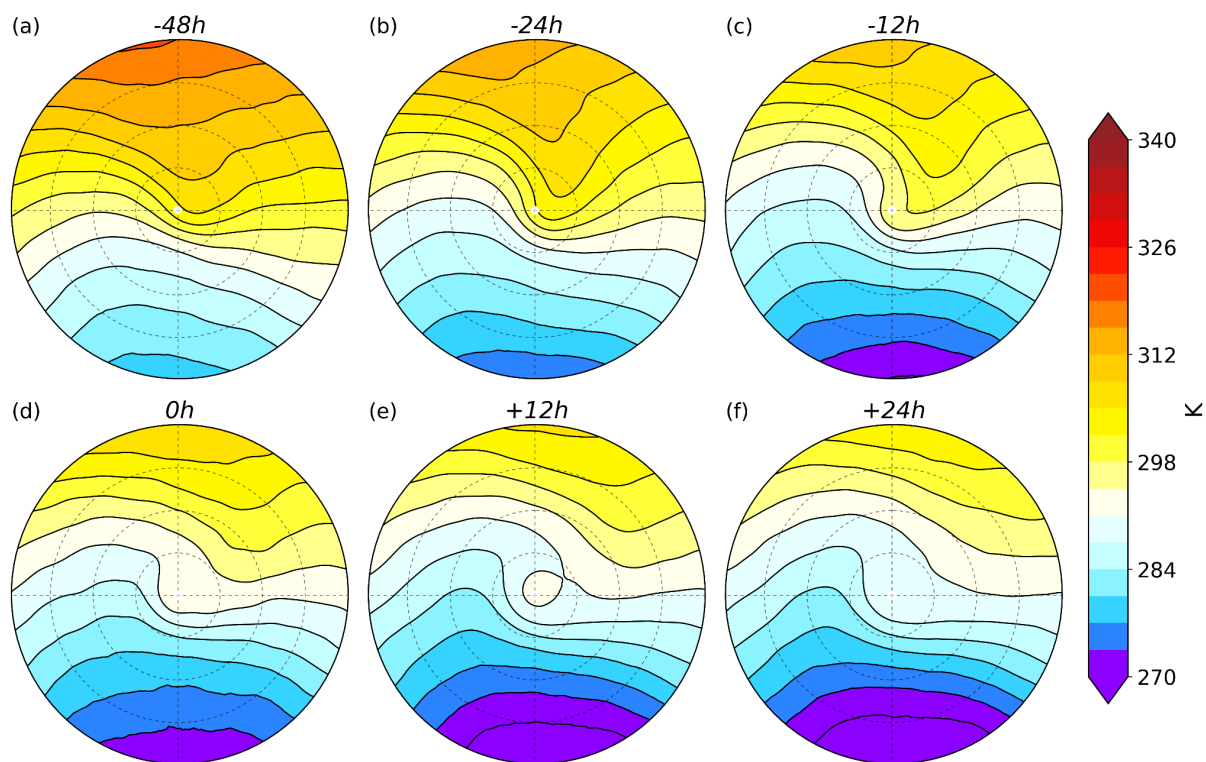 (a) -48h
(b) -24h
(c) -12h
340
326
312
298
284
270
K
(d) 0h
(e) +12h
(f) +24h